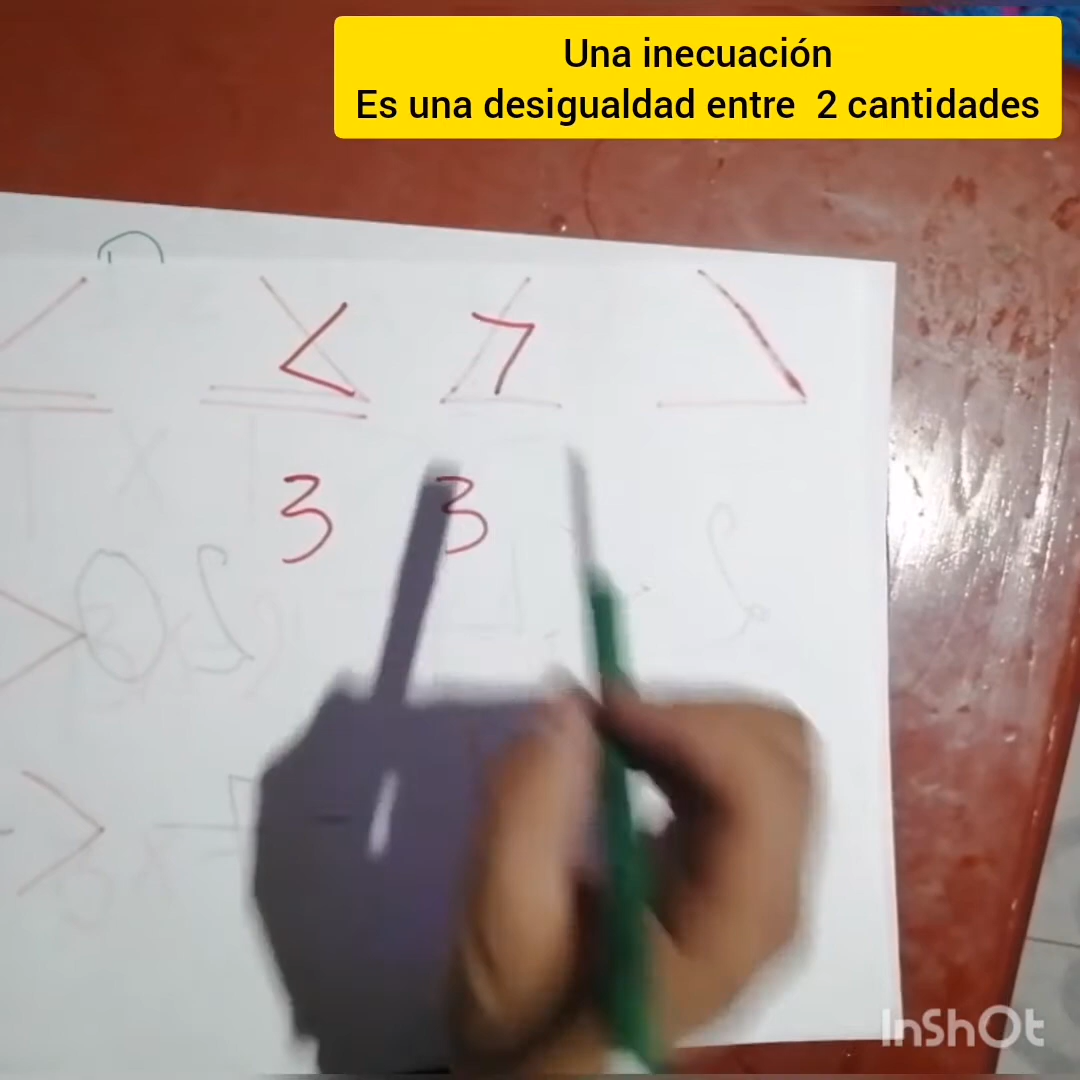 Una inecuación
Es una desigualdad entre 2 cantidades
< >
3 3
InShOt